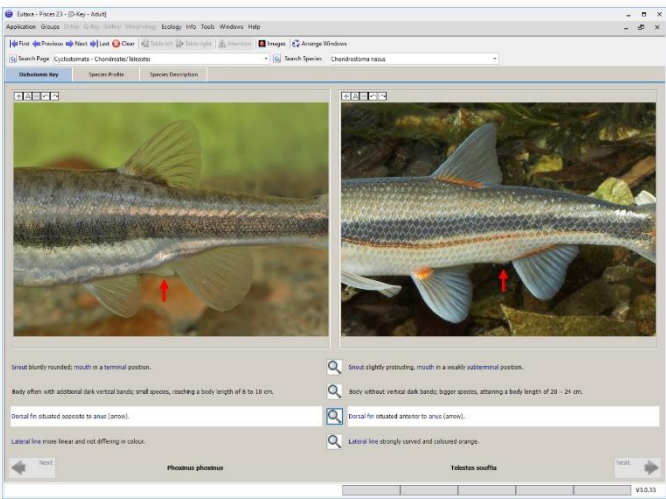 Eutaxa - Pisces 23 - [D-Key - Adult]
Application Groups D-Key G-Key GeKey Morphology Ecology Info Tools Windows Help
First Previous Next Last Clear Table left Table right Attention Images Arrange Windows
Search Page Cyclostomata - Chondrostei/Teleostei Search Species Chondrostoma nasus
Dichotomic Key Species Profile Species Description
Snout bluntly rounded; mouth in a terminal position.
Snout slightly protruding, mouth in a weakly subterminal position.
Body often with additional dark vertical bands; small species, reaching a body length of 6 to 10 cm.
Body without vertical dark bands; bigger species, attaining a body length of 20 – 24 cm.
Dorsal fin situated opposite to anus (arrow).
Dorsal fin situated anterior to anus (arrow).
Lateral line more linear and not differing in colour.
Lateral line strongly curved and coloured orange.
Next Phoxinus phoxinus Telestes souffia Next
V3.0.33